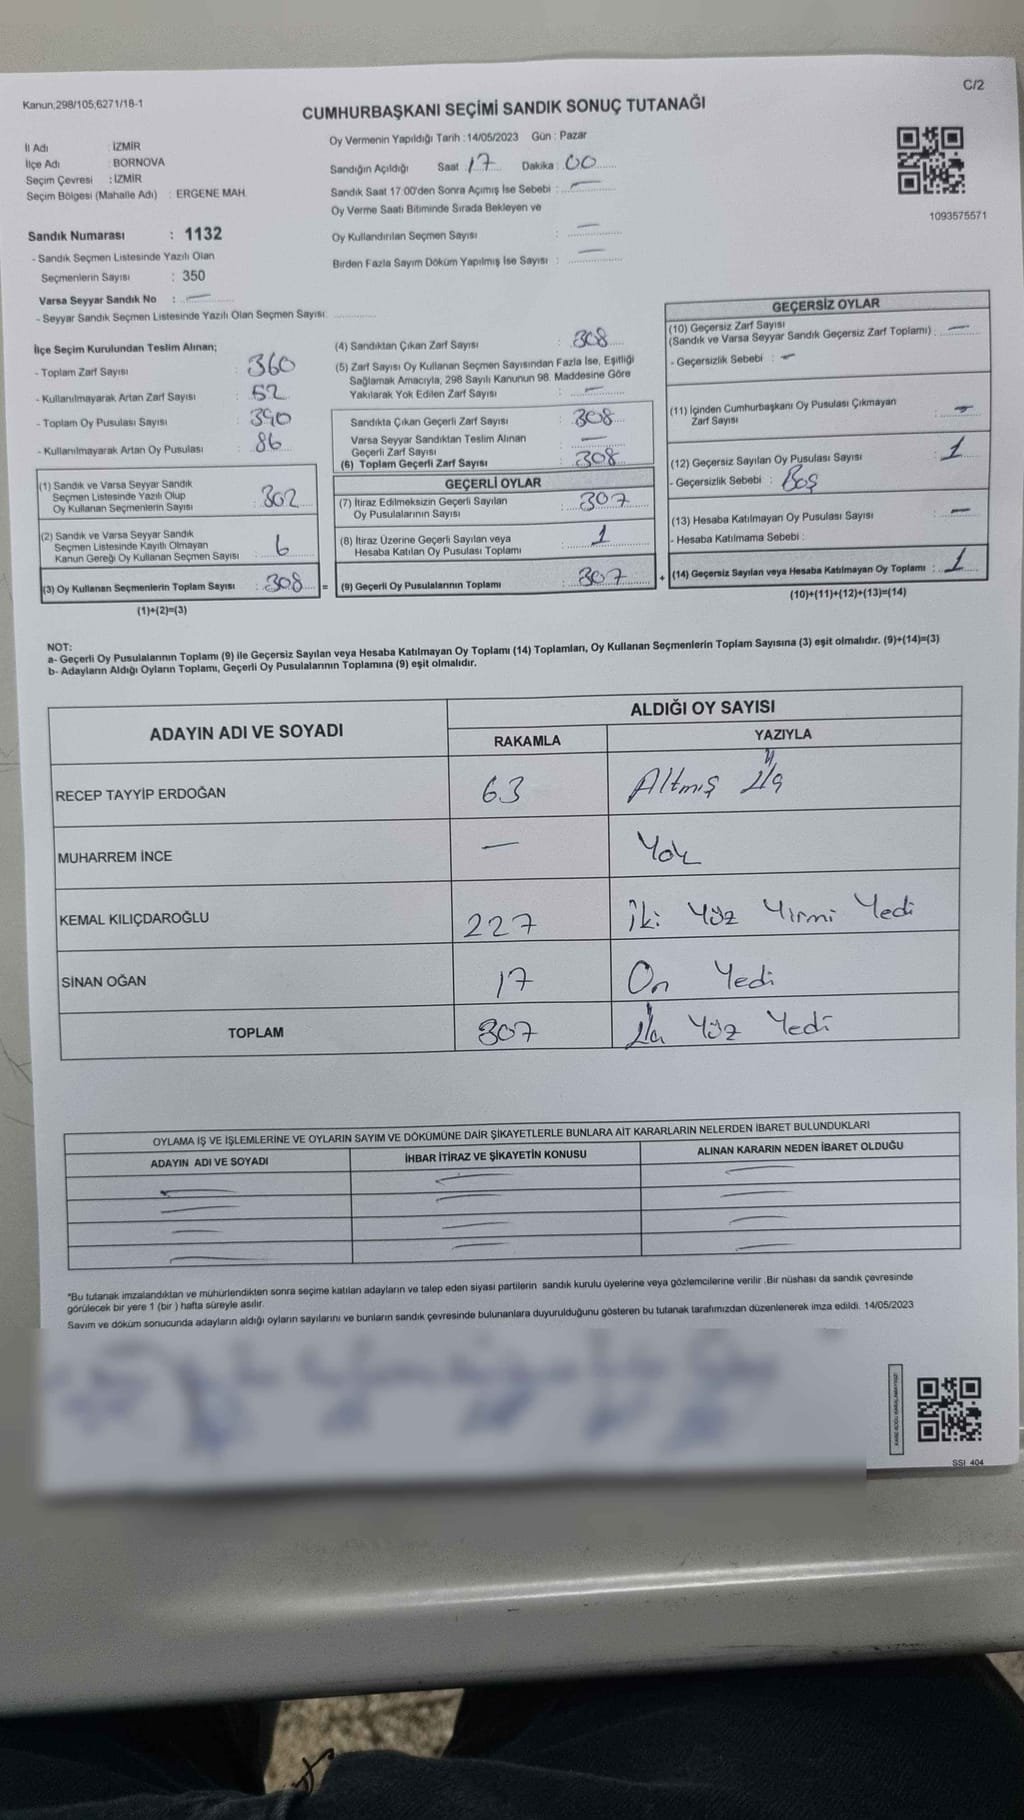 Kanun;298/105;6271/18-1
C/2
CUMHURBAŞKANI SEÇİMİ SANDIK SONUÇ TUTANAĞI
İl Adı : İZMİR
İlçe Adı : BORNOVA
Seçim Çevresi : İZMİR
Seçim Bölgesi (Mahalle Adı) : ERGENE MAH.
Sandık Numarası : 1132
- Sandık Seçmen Listesinde Yazılı Olan
Seçmenlerin Sayısı : 350
Varsa Seyyar Sandık No : —
- Seyyar Sandık Seçmen Listesinde Yazılı Olan Seçmen Sayısı:
Oy Vermenin Yapıldığı Tarih : 14/05/2023 Gün : Pazar
Sandığın Açıldığı Saat 17 Dakika : 00
Sandık Saat 17:00'den Sonra Açımış İse Sebebi : —
Oy Verme Saati Bitiminde Sırada Bekleyen ve
Oy Kullandırılan Seçmen Sayısı : —
Birden Fazla Sayım Döküm Yapılmış İse Sayısı : —
1093575571
İlçe Seçim Kurulundan Teslim Alınan;
- Toplam Zarf Sayısı : 360
- Kullanılmayarak Artan Zarf Sayısı : 52
- Toplam Oy Pusulası Sayısı : 390
- Kullanılmayarak Artan Oy Pusulası : 86
(1) Sandık ve Varsa Seyyar Sandık
Seçmen Listesinde Yazılı Olup
Oy Kullanan Seçmenlerin Sayısı : 302
(2) Sandık ve Varsa Seyyar Sandık
Seçmen Listesinde Kayıtlı Olmayan
Kanun Gereği Oy Kullanan Seçmen Sayısı : 6
(3) Oy Kullanan Seçmenlerin Toplam Sayısı : 308 =
(1)+(2)=(3)
(4) Sandıktan Çıkan Zarf Sayısı : 308
(5) Zarf Sayısı Oy Kullanan Seçmen Sayısından Fazla İse, Eşitliği
Sağlamak Amacıyla, 298 Sayılı Kanunun 98. Maddesine Göre
Yakılarak Yok Edilen Zarf Sayısı : —
Sandıkta Çıkan Geçerli Zarf Sayısı : 308
Varsa Seyyar Sandıktan Teslim Alınan
Geçerli Zarf Sayısı : —
(6) Toplam Geçerli Zarf Sayısı : 308
GEÇERLİ OYLAR
(7) İtiraz Edilmeksizin Geçerli Sayılan
Oy Pusulalarının Sayısı : 307
(8) İtiraz Üzerine Geçerli Sayılan veya
Hesaba Katılan Oy Pusulası Toplamı : 1
(9) Geçerli Oy Pusulalarının Toplamı : 307 +
GEÇERSİZ OYLAR
(10) Geçersiz Zarf Sayısı
(Sandık ve Varsa Seyyar Sandık Geçersiz Zarf Toplamı) : —
- Geçersizlik Sebebi : —
(11) İçinden Cumhurbaşkanı Oy Pusulası Çıkmayan
Zarf Sayısı : —
(12) Geçersiz Sayılan Oy Pusulası Sayısı : 1
- Geçersizlik Sebebi : Boş
(13) Hesaba Katılmayan Oy Pusulası Sayısı : —
- Hesaba Katılmama Sebebi :
(14) Geçersiz Sayılan veya Hesaba Katılmayan Oy Toplamı : 1
(10)+(11)+(12)+(13)=(14)
NOT:
a- Geçerli Oy Pusulalarının Toplamı (9) ile Geçersiz Sayılan veya Hesaba Katılmayan Oy Toplamı (14) Toplamları, Oy Kullanan Seçmenlerin Toplam Sayısına (3) eşit olmalıdır. (9)+(14)=(3)
b- Adayların Aldığı Oyların Toplamı, Geçerli Oy Pusulalarının Toplamına (9) eşit olmalıdır.
ADAYIN ADI VE SOYADI ALDIĞI OY SAYISI
RAKAMLA YAZIYLA
RECEP TAYYİP ERDOĞAN 63 Altmış Üç
MUHARREM İNCE — Yok
KEMAL KILIÇDAROĞLU 227 İki Yüz Yirmi Yedi
SİNAN OĞAN 17 On Yedi
TOPLAM 307 Üç Yüz Yedi
OYLAMA İŞ VE İŞLEMLERİNE VE OYLARIN SAYIM VE DÖKÜMÜNE DAİR ŞİKAYETLERLE BUNLARA AİT KARARLARIN NELERDEN İBARET BULUNDUKLARI
ADAYIN ADI VE SOYADI İHBAR İTİRAZ VE ŞİKAYETİN KONUSU ALINAN KARARIN NEDEN İBARET OLDUĞU
*Bu tutanak imzalandıktan ve mühürlendikten sonra seçime katılan adayların ve talep eden siyasi partilerin sandık kurulu üyelerine veya gözlemcilerine verilir .Bir nüshası da sandık çevresinde
görülecek bir yere 1 (bir ) hafta süreyle asılır.
Sayım ve döküm sonucunda adayların aldığı oyların sayılarını ve bunların sandık çevresinde bulunanlara duyurulduğunu gösteren bu tutanak tarafımızdan düzenlenerek imza edildi. 14/05/2023
SSI 404